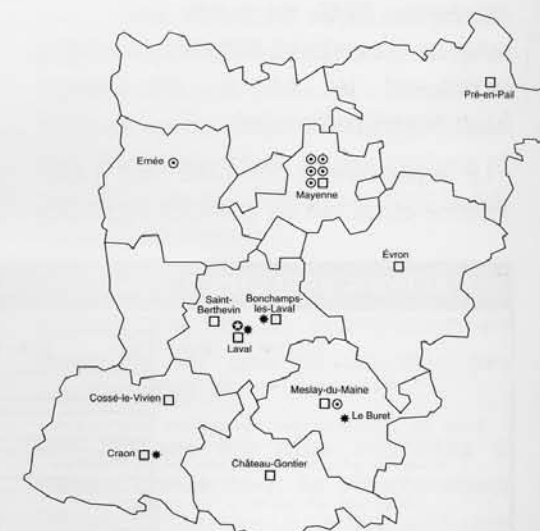 Pré-en-Pail
Ernée
Mayenne
Évron
Saint-
Berthevin
Bonchamps-
lès-Laval
Laval
Meslay-du-Maine
Cossé-le-Vivien
Le Buret
Craon
Château-Gontier